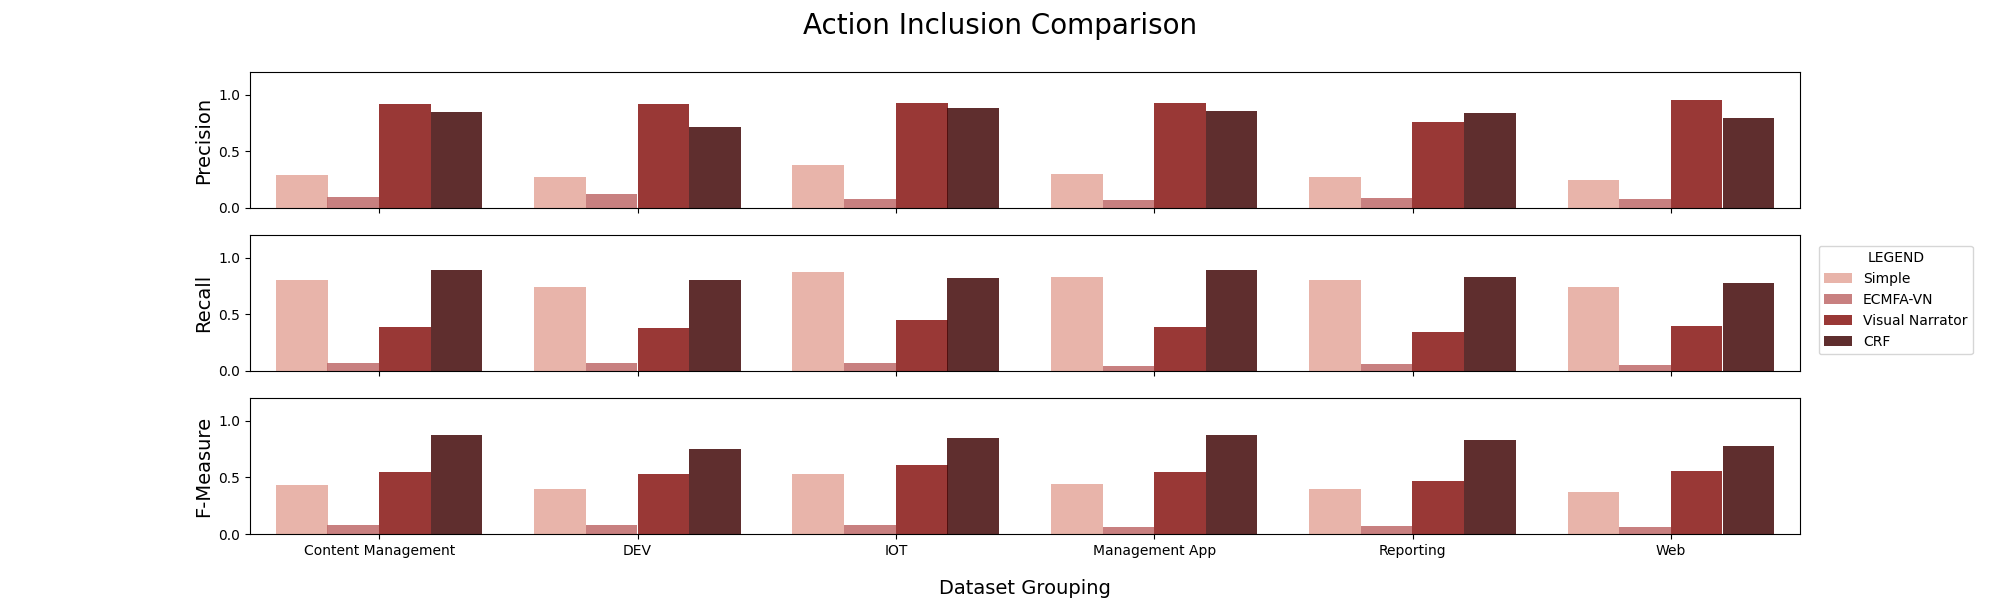 Action Inclusion Comparison
Precision
1.0
0.5
0.0
Recall
1.0
0.5
0.0
LEGEND
Simple
ECMFA-VN
Visual Narrator
CRF
F-Measure
1.0
0.5
0.0
Content Management
DEV
IOT
Management App
Reporting
Web
Dataset Grouping